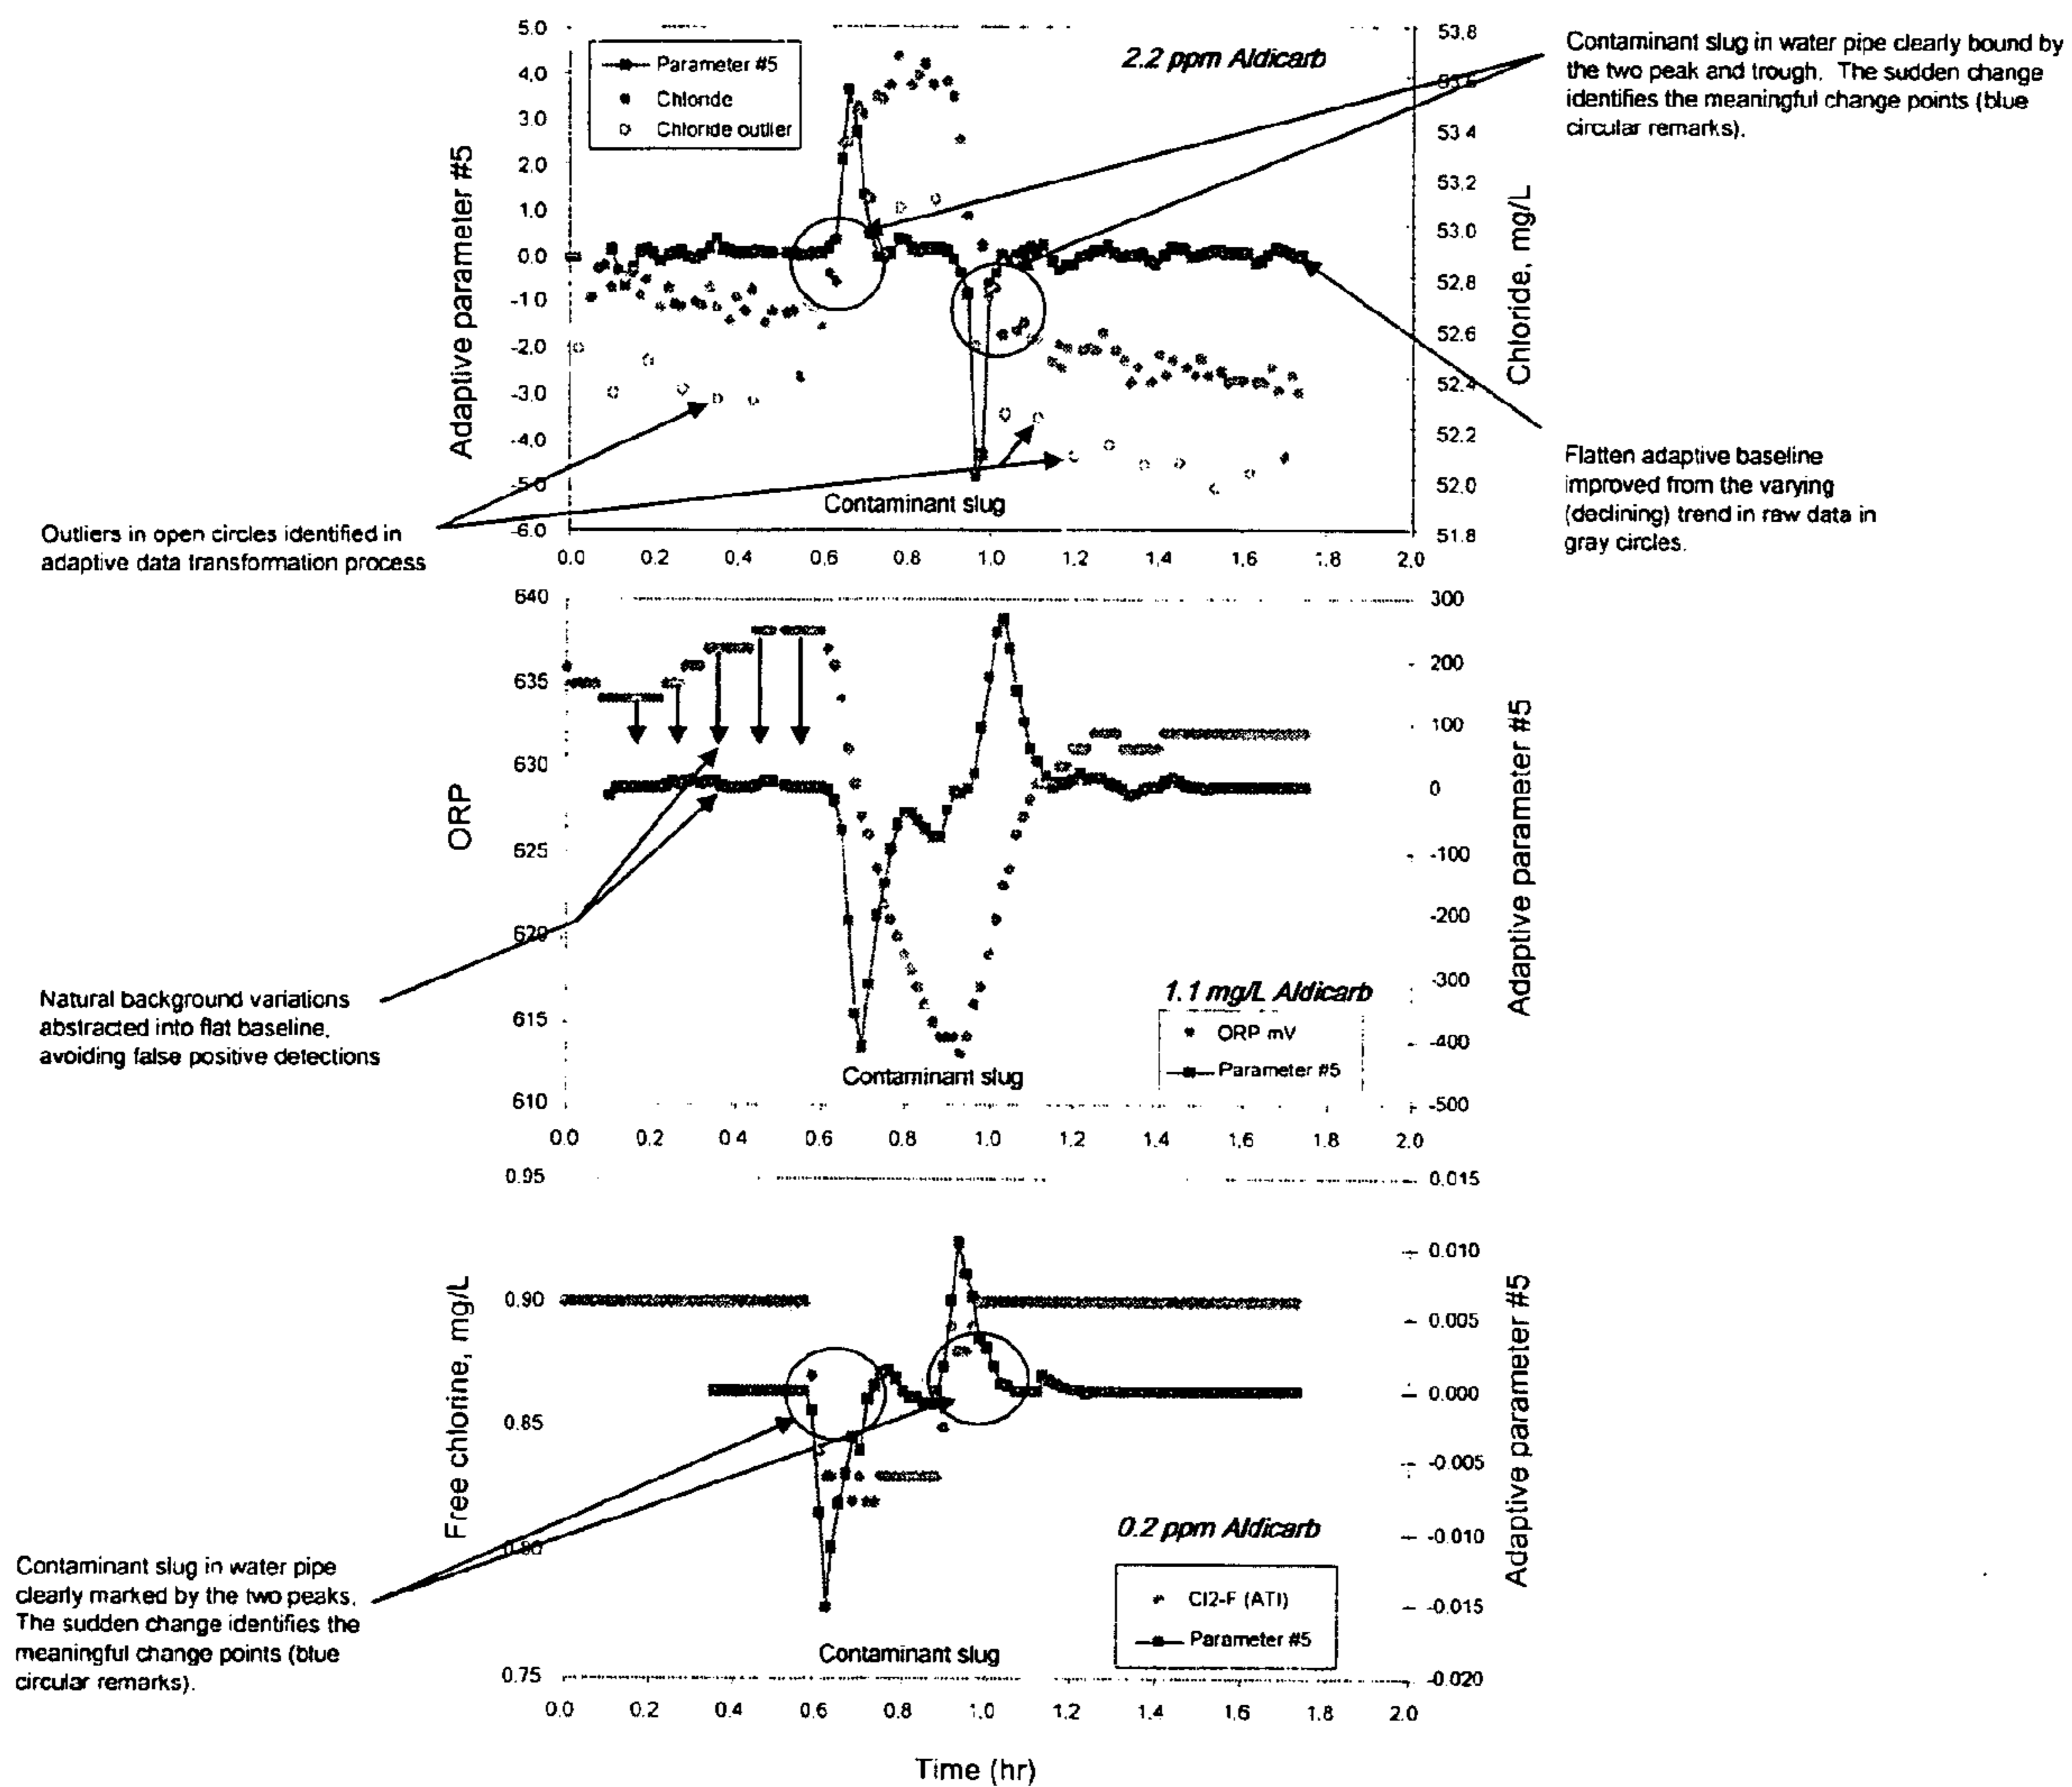 5.0
4.0
3.0
2.0
1.0
0.0
-1.0
-2.0
-3.0
-4.0
-5.0
-6.0
Adaptive parameter #5
Parameter #5
Chloride
Chloride outlier
2.2 ppm Aldicarb
Contaminant slug
53.8
53.6
53.4
53.2
53.0
52.8
52.6
52.4
52.2
52.0
51.8
Chloride, mg/L
0.0 0.2 0.4 0.6 0.8 1.0 1.2 1.4 1.6 1.8 2.0
Contaminant slug in water pipe clearly bound by
the two peak and trough. The sudden change
identifies the meaningful change points (blue
circular remarks).
Flatten adaptive baseline
improved from the varying
(declining) trend in raw data in
gray circles.
Outliers in open circles identified in
adaptive data transformation process
640
635
630
625
620
615
610
ORP
300
200
100
0
-100
-200
-300
-400
-500
Adaptive parameter #5
1.1 mg/L Aldicarb
ORP mV
Parameter #5
Contaminant slug
0.0 0.2 0.4 0.6 0.8 1.0 1.2 1.4 1.6 1.8 2.0
Natural background variations
abstracted into flat baseline,
avoiding false positive detections
0.95
0.90
0.85
0.80
0.75
Free chlorine, mg/L
0.015
0.010
0.005
0.000
-0.005
-0.010
-0.015
-0.020
Adaptive parameter #5
0.2 ppm Aldicarb
Cl2-F (ATI)
Parameter #5
Contaminant slug
0.0 0.2 0.4 0.6 0.8 1.0 1.2 1.4 1.6 1.8 2.0
Time (hr)
Contaminant slug in water pipe
clearly marked by the two peaks.
The sudden change identifies the
meaningful change points (blue
circular remarks).